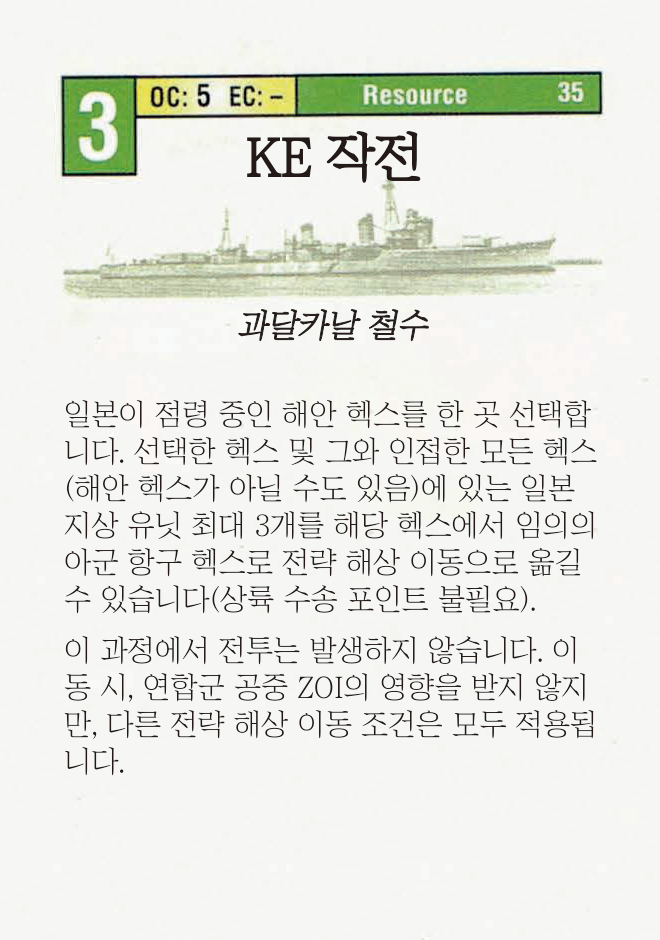 3
OC: 5 EC: – Resource 35
KE 작전
과달카날 철수
일본이 점령 중인 해안 헥스를 한 곳 선택합
니다. 선택한 헥스 및 그와 인접한 모든 헥스
(해안 헥스가 아닐 수도 있음)에 있는 일본
지상 유닛 최대 3개를 해당 헥스에서 임의의
아군 항구 헥스로 전략 해상 이동으로 옮길
수 있습니다(상륙 수송 포인트 불필요).
이 과정에서 전투는 발생하지 않습니다. 이
동 시, 연합군 공중 ZOI의 영향을 받지 않지
만, 다른 전략 해상 이동 조건은 모두 적용됩
니다.